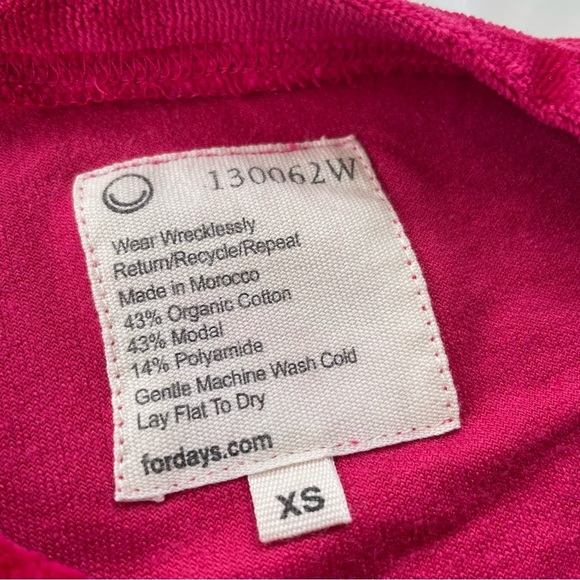 130062W
Wear Wrecklessly
Return/Recycle/Repeat
Made in Morocco
43% Organic Cotton
43% Modal
14% Polyamide
Gentle Machine Wash Cold
Lay Flat To Dry
fordays.com
XS